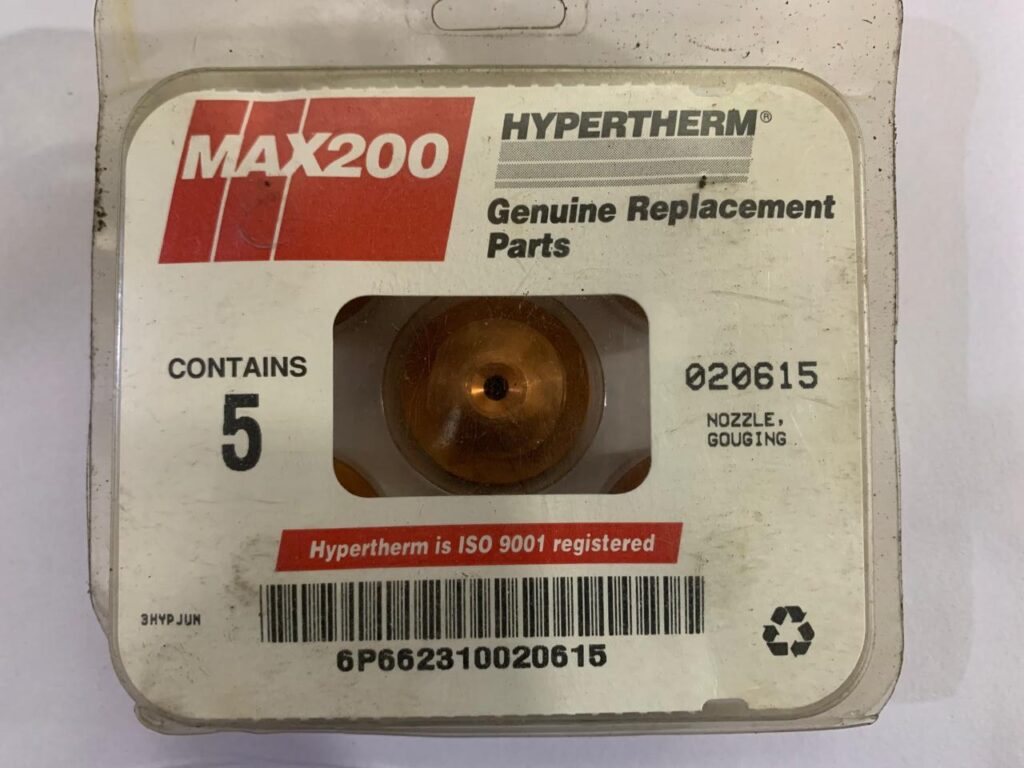 MAX200
HYPERTHERM®
Genuine Replacement
Parts
CONTAINS
5
020615
NOZZLE,
GOUGING
Hypertherm is ISO 9001 registered
3HYPJUN
6P662310020615